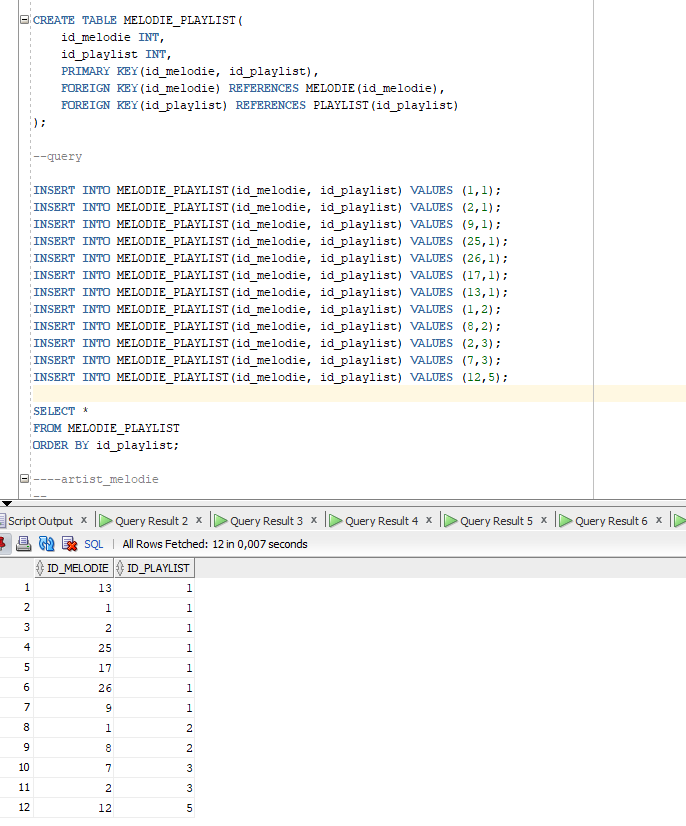 CREATE TABLE MELODIE_PLAYLIST(
    id_melodie INT,
    id_playlist INT,
    PRIMARY KEY(id_melodie, id_playlist),
    FOREIGN KEY(id_melodie) REFERENCES MELODIE(id_melodie),
    FOREIGN KEY(id_playlist) REFERENCES PLAYLIST(id_playlist)
);
--query
INSERT INTO MELODIE_PLAYLIST(id_melodie, id_playlist) VALUES (1,1);
INSERT INTO MELODIE_PLAYLIST(id_melodie, id_playlist) VALUES (2,1);
INSERT INTO MELODIE_PLAYLIST(id_melodie, id_playlist) VALUES (9,1);
INSERT INTO MELODIE_PLAYLIST(id_melodie, id_playlist) VALUES (25,1);
INSERT INTO MELODIE_PLAYLIST(id_melodie, id_playlist) VALUES (26,1);
INSERT INTO MELODIE_PLAYLIST(id_melodie, id_playlist) VALUES (17,1);
INSERT INTO MELODIE_PLAYLIST(id_melodie, id_playlist) VALUES (13,1);
INSERT INTO MELODIE_PLAYLIST(id_melodie, id_playlist) VALUES (1,2);
INSERT INTO MELODIE_PLAYLIST(id_melodie, id_playlist) VALUES (8,2);
INSERT INTO MELODIE_PLAYLIST(id_melodie, id_playlist) VALUES (2,3);
INSERT INTO MELODIE_PLAYLIST(id_melodie, id_playlist) VALUES (7,3);
INSERT INTO MELODIE_PLAYLIST(id_melodie, id_playlist) VALUES (12,5);
SELECT *
FROM MELODIE_PLAYLIST
ORDER BY id_playlist;
----artist_melodie
--
Script Output x Query Result 2 x Query Result 3 x Query Result 4 x Query Result 5 x Query Result 6 x
SQL | All Rows Fetched: 12 in 0,007 seconds
ID_MELODIE ID_PLAYLIST
1 13 1
2 1 1
3 2 1
4 25 1
5 17 1
6 26 1
7 9 1
8 1 2
9 8 2
10 7 3
11 2 3
12 12 5